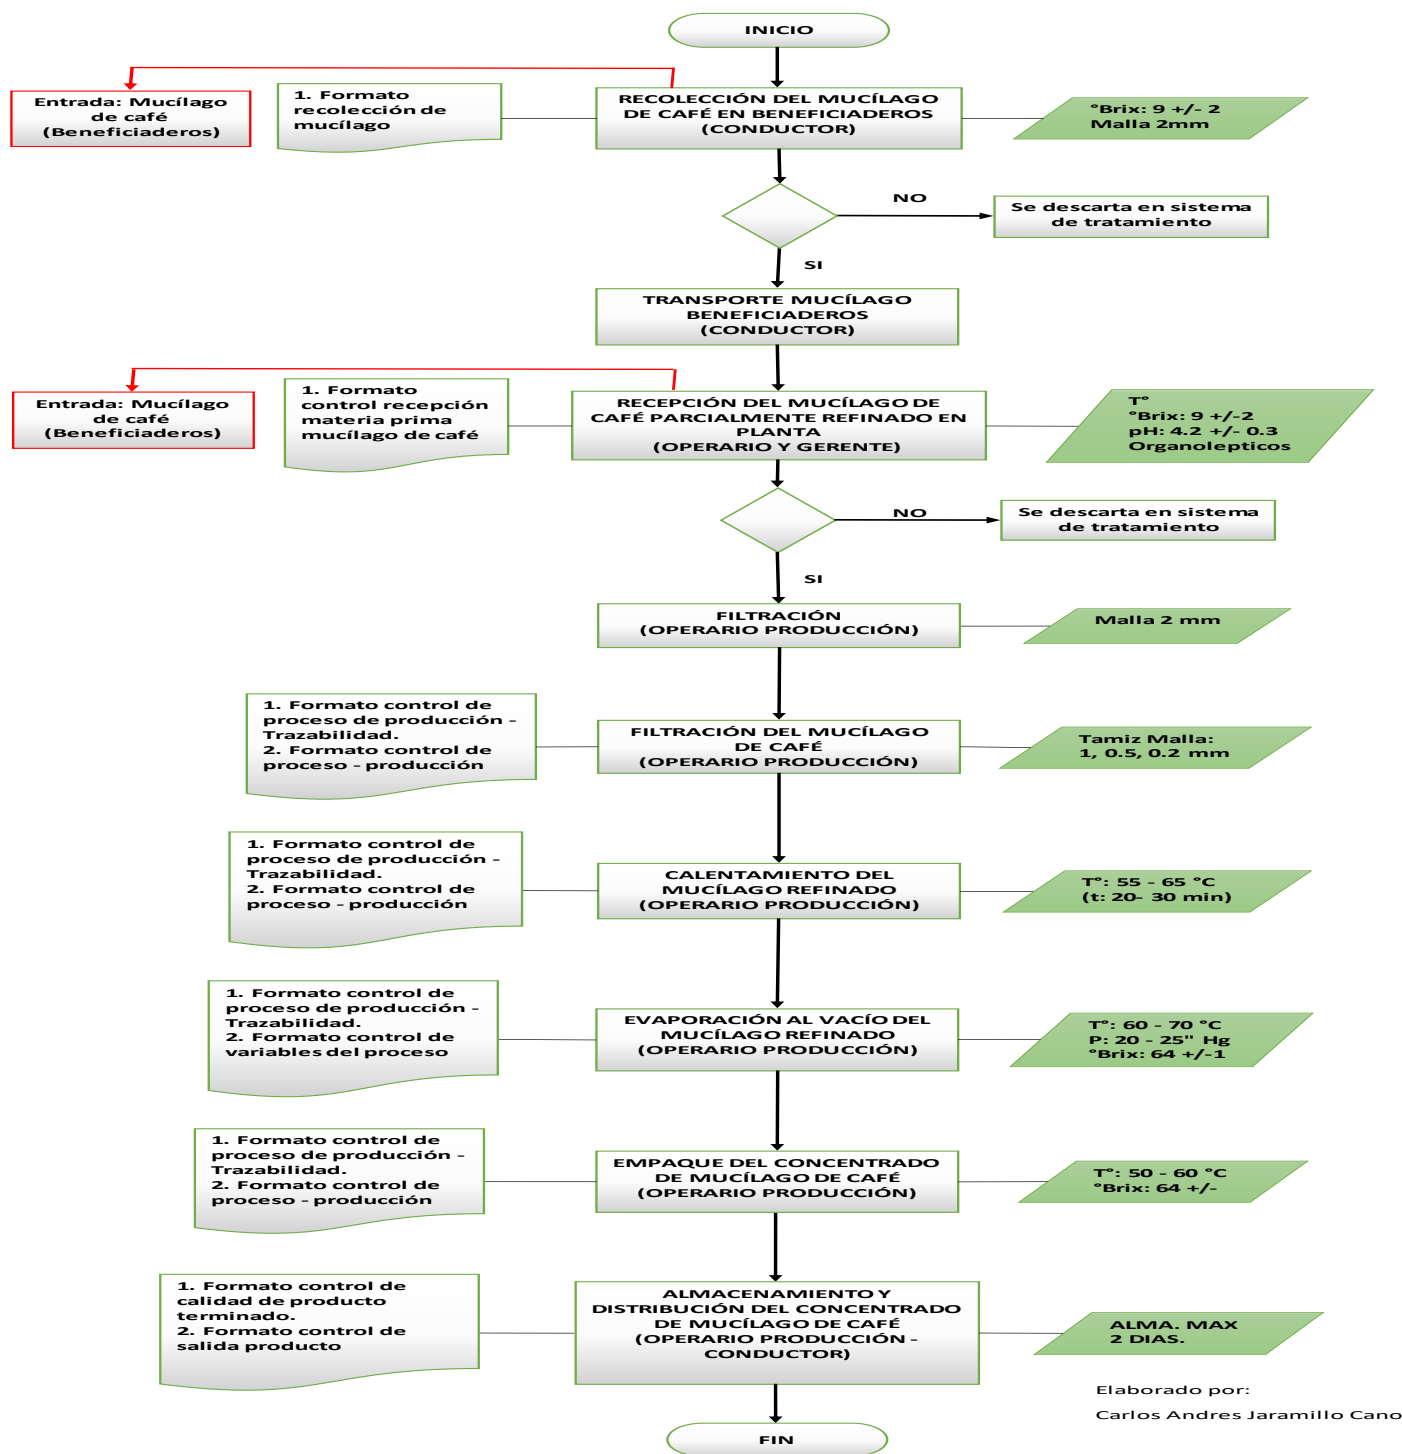 INICIO
Entrada: Mucílago
de café
(Beneficiaderos)
1. Formato
recolección de
mucílago
RECOLECCIÓN DEL MUCÍLAGO
DE CAFÉ EN BENEFICIADEROS
(CONDUCTOR)
°Brix: 9 +/- 2
Malla 2mm
NO
Se descarta en sistema
de tratamiento
SI
TRANSPORTE MUCÍLAGO
BENEFICIADEROS
(CONDUCTOR)
Entrada: Mucílago
de café
(Beneficiaderos)
1. Formato
control recepción
materia prima
mucílago de café
RECEPCIÓN DEL MUCÍLAGO DE
CAFÉ PARCIALMENTE REFINADO EN
PLANTA
(OPERARIO Y GERENTE)
T°
°Brix: 9 +/-2
pH: 4.2 +/- 0.3
Organolepticos
NO
Se descarta en sistema
de tratamiento
SI
FILTRACIÓN
(OPERARIO PRODUCCIÓN)
Malla 2 mm
1. Formato control de
proceso de producción -
Trazabilidad.
2. Formato control de
proceso - producción
FILTRACIÓN DEL MUCÍLAGO
DE CAFÉ
(OPERARIO PRODUCCIÓN)
Tamiz Malla:
1, 0.5, 0.2 mm
1. Formato control de
proceso de producción -
Trazabilidad.
2. Formato control de
proceso - producción
CALENTAMIENTO DEL
MUCÍLAGO REFINADO
(OPERARIO PRODUCCIÓN)
T°: 55 - 65 °C
(t: 20- 30 min)
1. Formato control de
proceso de producción -
Trazabilidad.
2. Formato control de
variables del proceso
EVAPORACIÓN AL VACÍO DEL
MUCÍLAGO REFINADO
(OPERARIO PRODUCCIÓN)
T°: 60 - 70 °C
P: 20 - 25" Hg
°Brix: 64 +/-1
1. Formato control de
proceso de producción -
Trazabilidad.
2. Formato control de
proceso - producción
EMPAQUE DEL CONCENTRADO
DE MUCÍLAGO DE CAFÉ
(OPERARIO PRODUCCIÓN)
T°: 50 - 60 °C
°Brix: 64 +/-
1. Formato control de
calidad de producto
terminado.
2. Formato control de
salida producto
ALMACENAMIENTO Y
DISTRIBUCIÓN DEL CONCENTRADO
DE MUCÍLAGO DE CAFÉ
(OPERARIO PRODUCCIÓN -
CONDUCTOR)
ALMA. MAX
2 DIAS.
Elaborado por:
Carlos Andres Jaramillo Cano
FIN